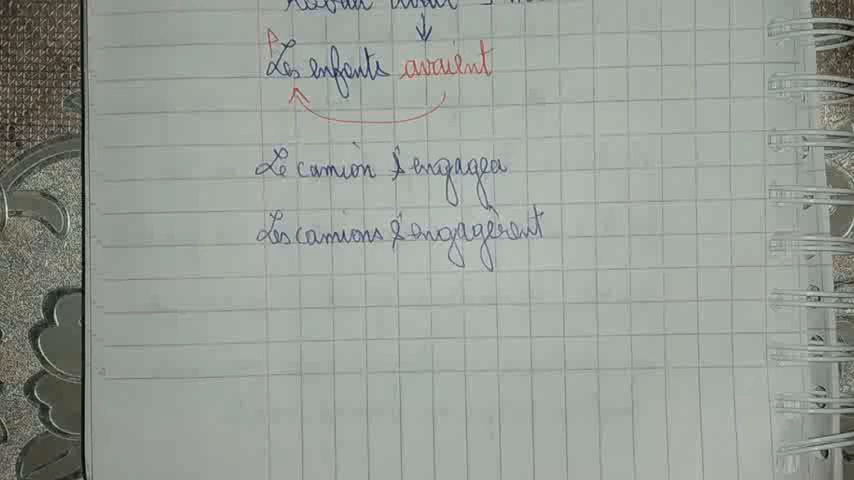 Les enfants avaient
Le camion s'engagea
Les camions s'engagèrent